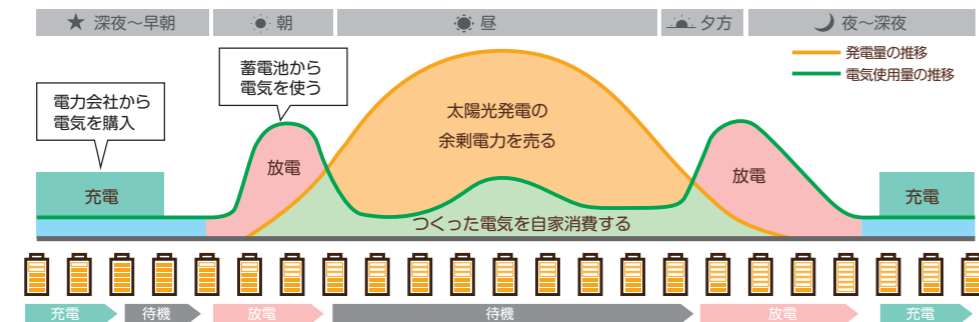 ★ 深夜〜早朝
朝
昼
夕方
夜〜深夜
発電量の推移
電気使用量の推移
蓄電池から
電気を使う
電力会社から
電気を購入
太陽光発電の
余剰電力を売る
放電
放電
充電
充電
つくった電気を自家消費する
充電
待機
放電
待機
放電
充電